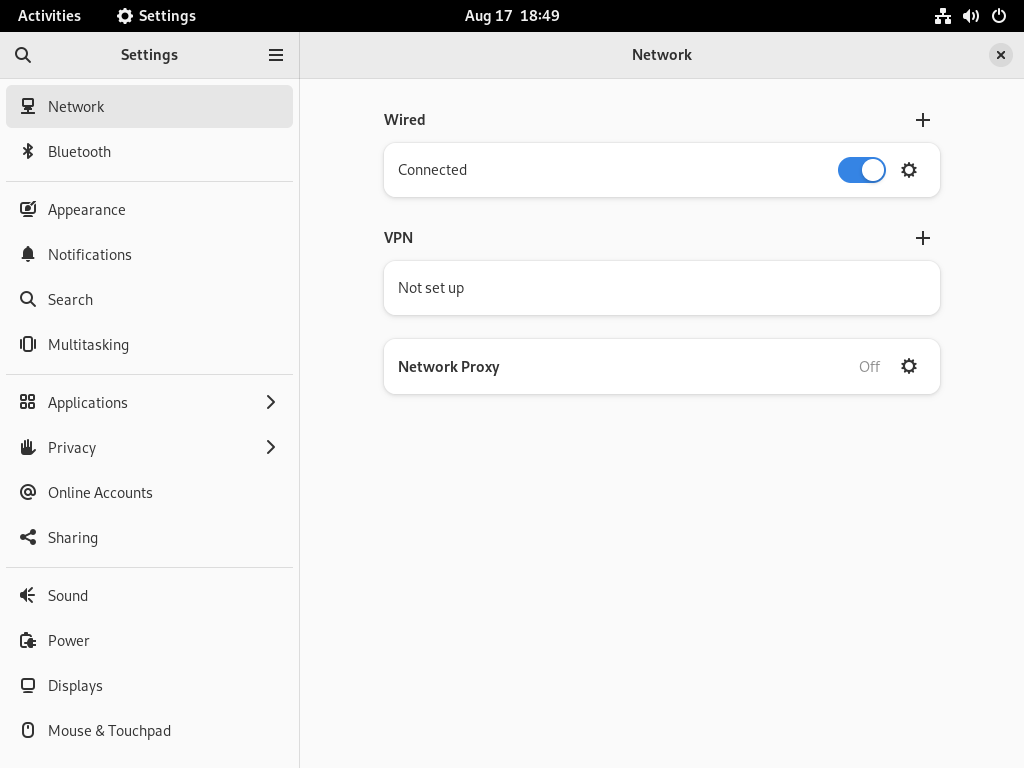 Activities
Settings
Aug 17 18:49
Settings
Network
Network
Bluetooth
Appearance
Notifications
Search
Multitasking
Applications
Privacy
Online Accounts
Sharing
Sound
Power
Displays
Mouse & Touchpad
Wired
Connected
VPN
Not set up
Network Proxy Off